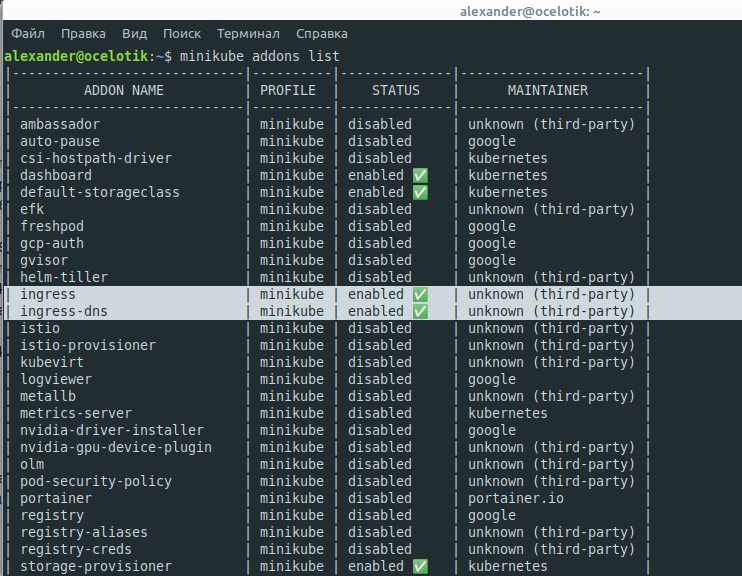 alexander@ocelotik: ~
Файл Правка Вид Поиск Терминал Справка
alexander@ocelotik:~$ minikube addons list
|-----------------------------|----------|--------------|-----------------------|
| ADDON NAME | PROFILE | STATUS | MAINTAINER |
|-----------------------------|----------|--------------|-----------------------|
| ambassador | minikube | disabled | unknown (third-party) |
| auto-pause | minikube | disabled | google |
| csi-hostpath-driver | minikube | disabled | kubernetes |
| dashboard | minikube | enabled ✅ | kubernetes |
| default-storageclass | minikube | enabled ✅ | kubernetes |
| efk | minikube | disabled | unknown (third-party) |
| freshpod | minikube | disabled | google |
| gcp-auth | minikube | disabled | google |
| gvisor | minikube | disabled | google |
| helm-tiller | minikube | disabled | unknown (third-party) |
| ingress | minikube | enabled ✅ | unknown (third-party) |
| ingress-dns | minikube | enabled ✅ | unknown (third-party) |
| istio | minikube | disabled | unknown (third-party) |
| istio-provisioner | minikube | disabled | unknown (third-party) |
| kubevirt | minikube | disabled | unknown (third-party) |
| logviewer | minikube | disabled | google |
| metallb | minikube | disabled | unknown (third-party) |
| metrics-server | minikube | disabled | kubernetes |
| nvidia-driver-installer | minikube | disabled | google |
| nvidia-gpu-device-plugin | minikube | disabled | unknown (third-party) |
| olm | minikube | disabled | unknown (third-party) |
| pod-security-policy | minikube | disabled | unknown (third-party) |
| portainer | minikube | disabled | portainer.io |
| registry | minikube | disabled | google |
| registry-aliases | minikube | disabled | unknown (third-party) |
| registry-creds | minikube | disabled | unknown (third-party) |
| storage-provisioner | minikube | enabled ✅ | kubernetes |